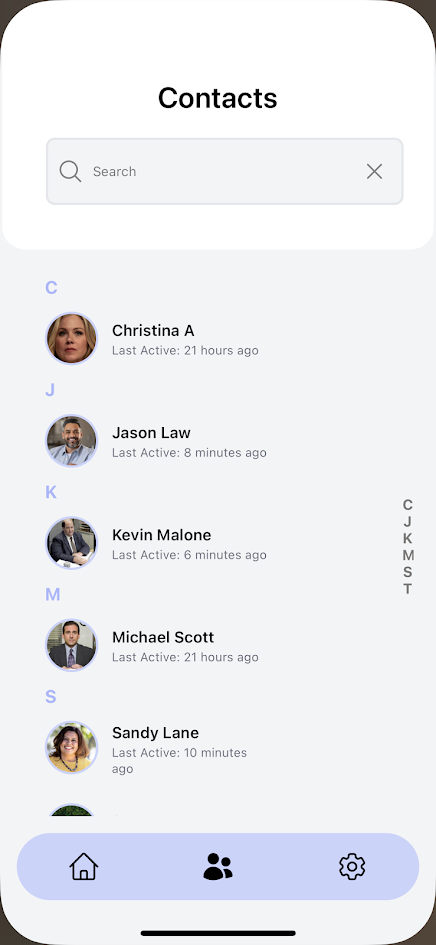 Contacts
Search
C
Christina A
Last Active: 21 hours ago
J
Jason Law
Last Active: 8 minutes ago
K
Kevin Malone
Last Active: 6 minutes ago
M
Michael Scott
Last Active: 21 hours ago
S
Sandy Lane
Last Active: 10 minutes
ago
C
J
K
M
S
T